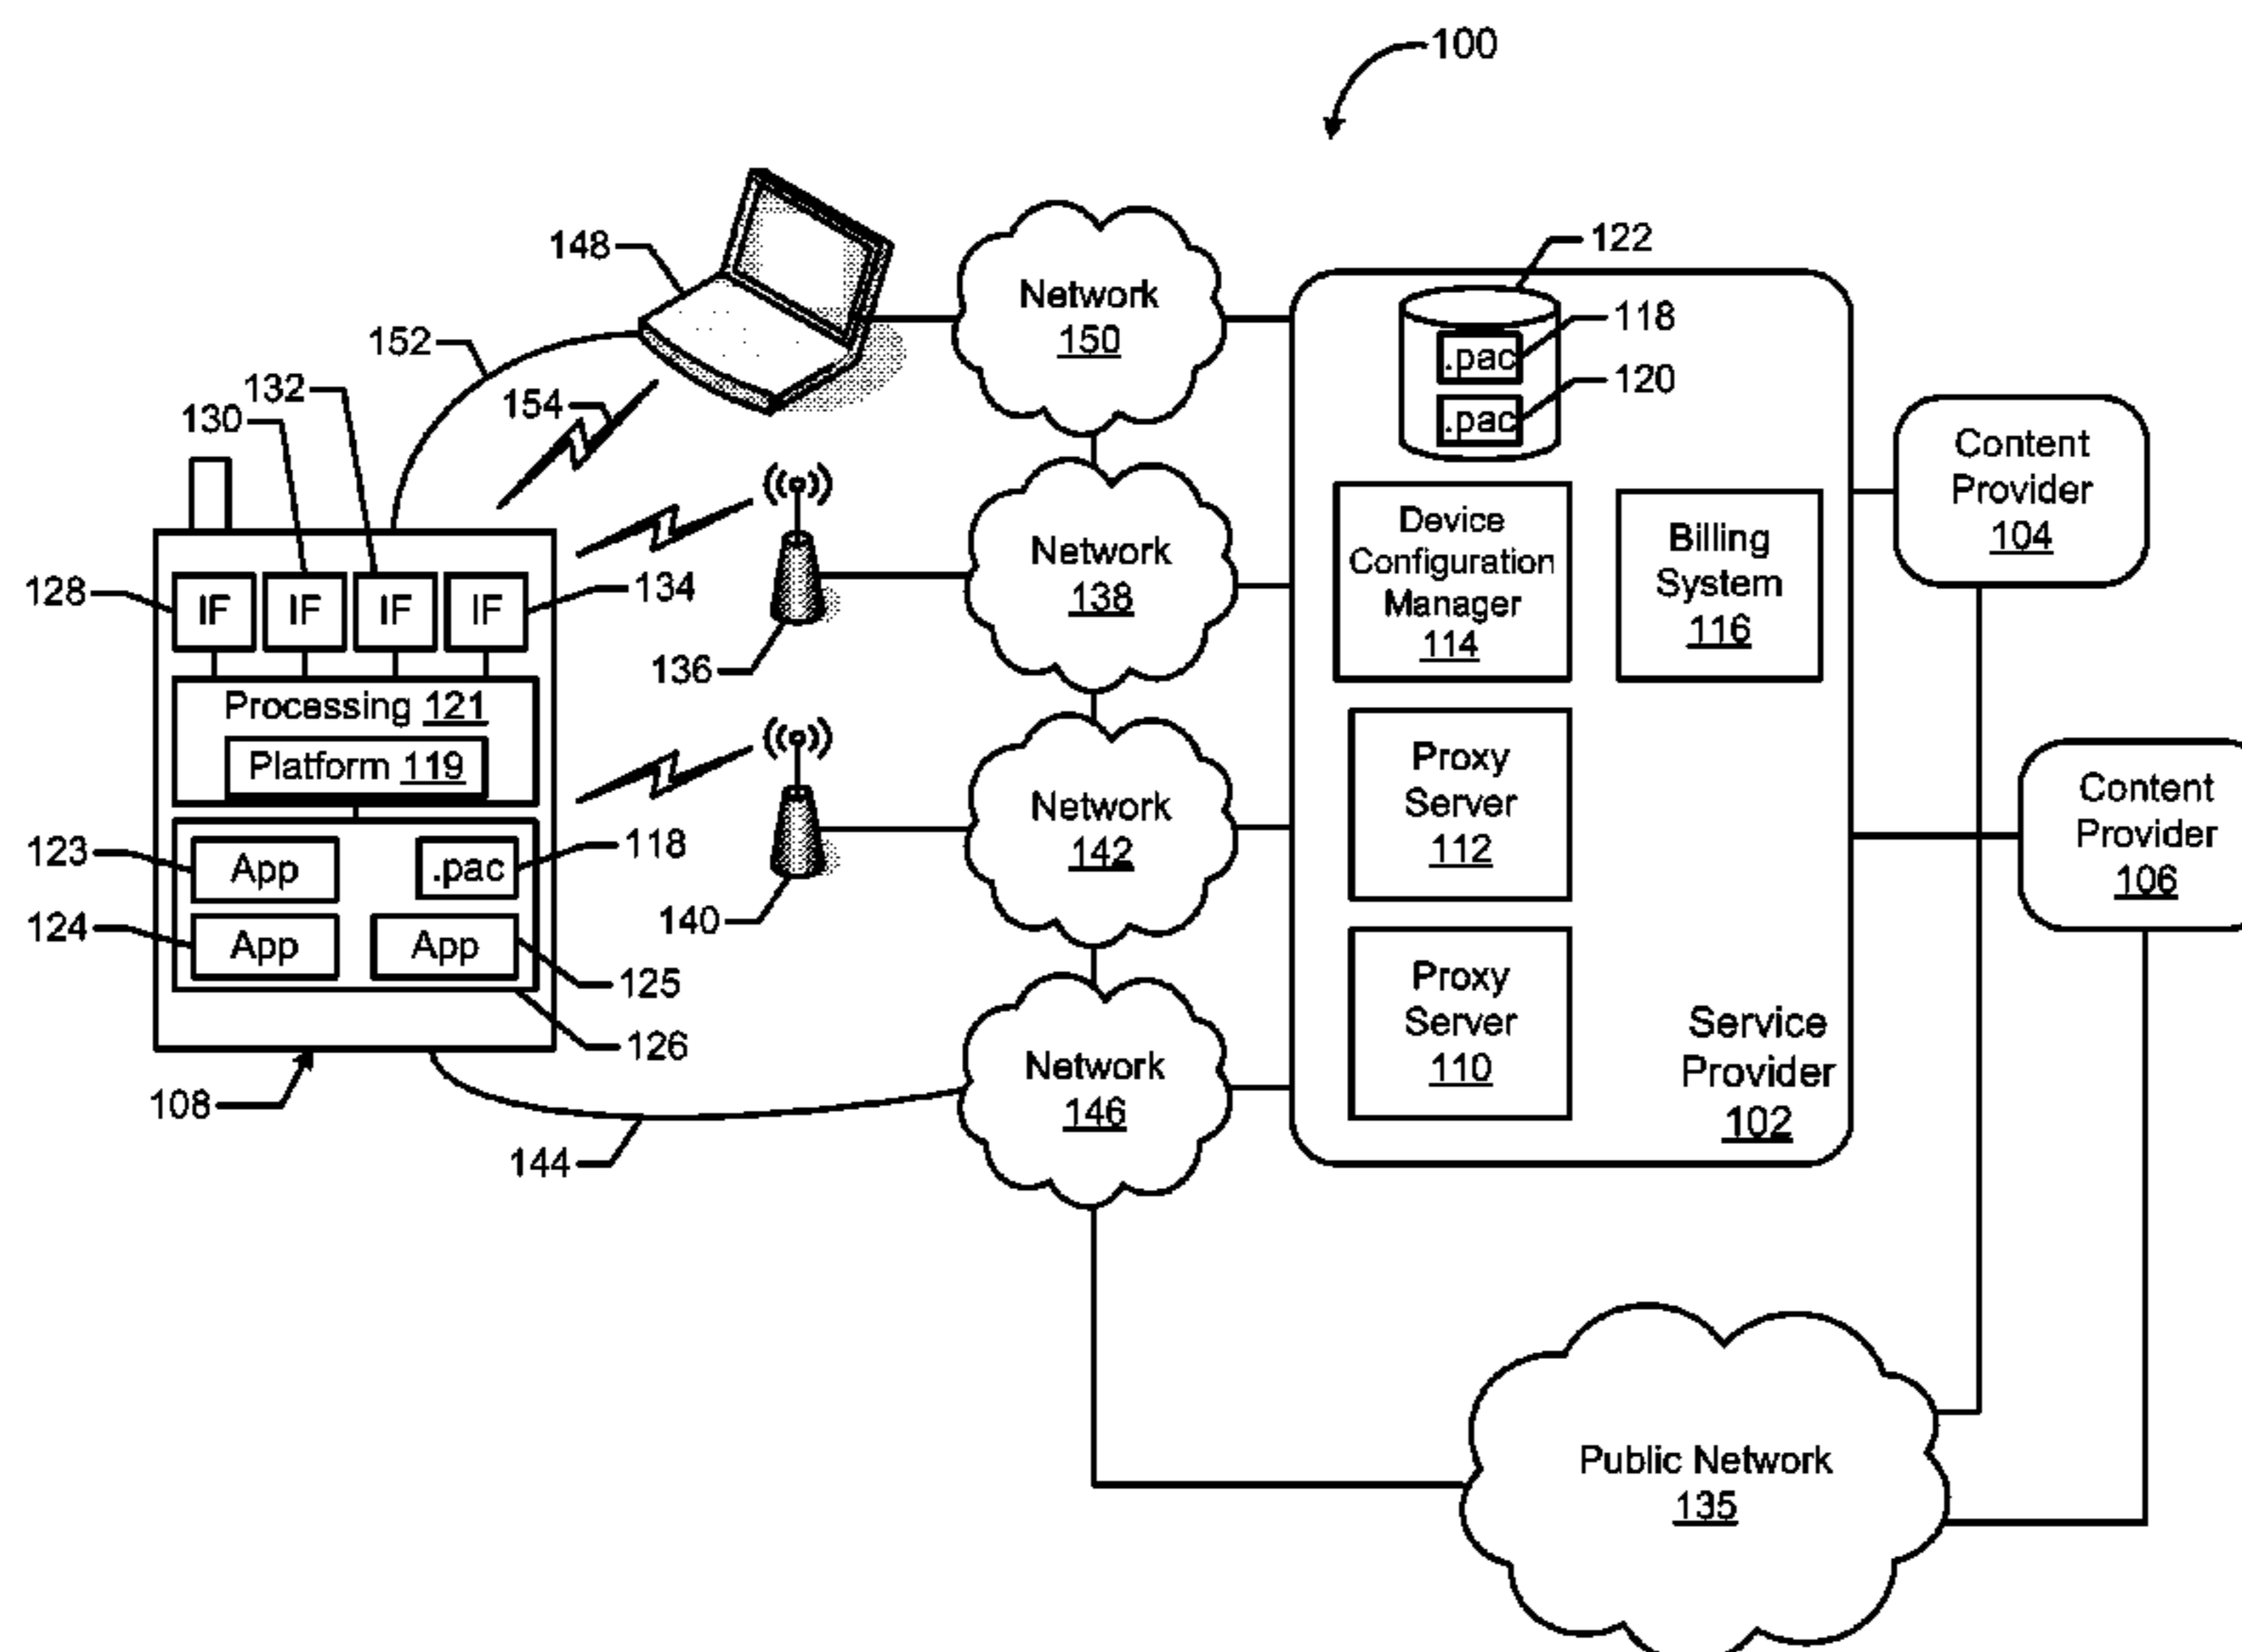 100
148
152
132
130
154
128
IF
IF
IF
IF
134
Processing 121
Platform 119
123
App
.pac
118
124
App
App
125
126
108
144
136
140
Network
150
Network
138
Network
142
Network
146
122
.pac
118
.pac
120
Device
Configuration
Manager
114
Billing
System
116
Proxy
Server
112
Proxy
Server
110
Service
Provider
102
Content
Provider
104
Content
Provider
106
Public Network
135